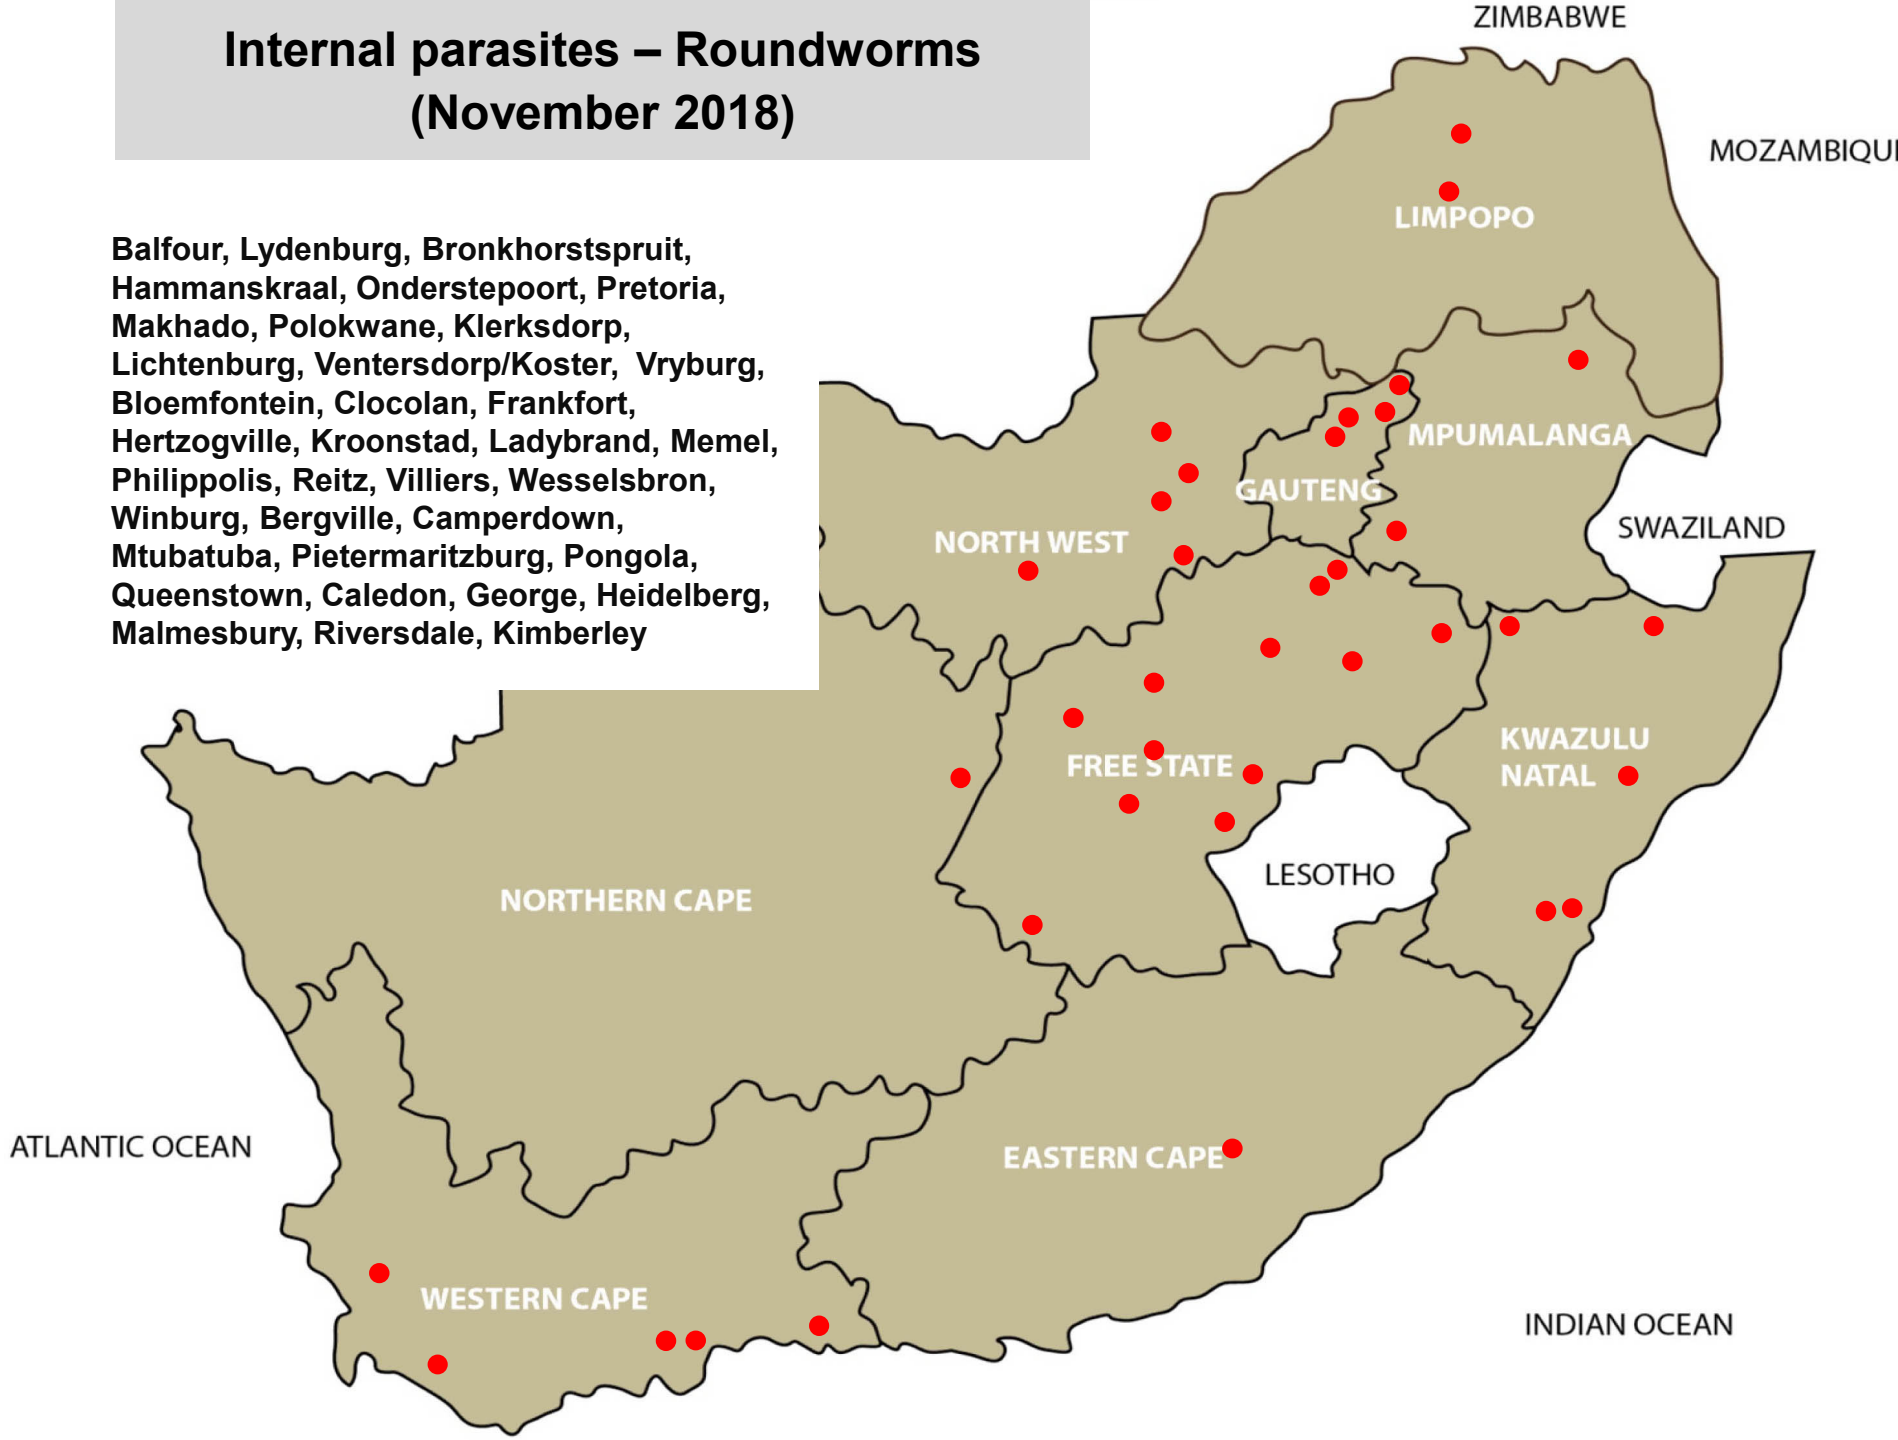 Internal parasites – Roundworms
(November 2018)
ZIMBABWE
MOZAMBIQUE
LIMPOPO
Balfour, Lydenburg, Bronkhorstspruit,
Hammanskraal, Onderstepoort, Pretoria,
Makhado, Polokwane, Klerksdorp,
Lichtenburg, Ventersdorp/Koster, Vryburg,
Bloemfontein, Clocolan, Frankfort,
Hertzogville, Kroonstad, Ladybrand, Memel,
Philippolis, Reitz, Villiers, Wesselsbron,
Winburg, Bergville, Camperdown,
Mtubatuba, Pietermaritzburg, Pongola,
Queenstown, Caledon, George, Heidelberg,
Malmesbury, Riversdale, Kimberley
MPUMALANGA
GAUTENG
NORTH WEST
SWAZILAND
KWAZULU
NATAL
FREE STATE
LESOTHO
NORTHERN CAPE
ATLANTIC OCEAN
EASTERN CAPE
WESTERN CAPE
INDIAN OCEAN